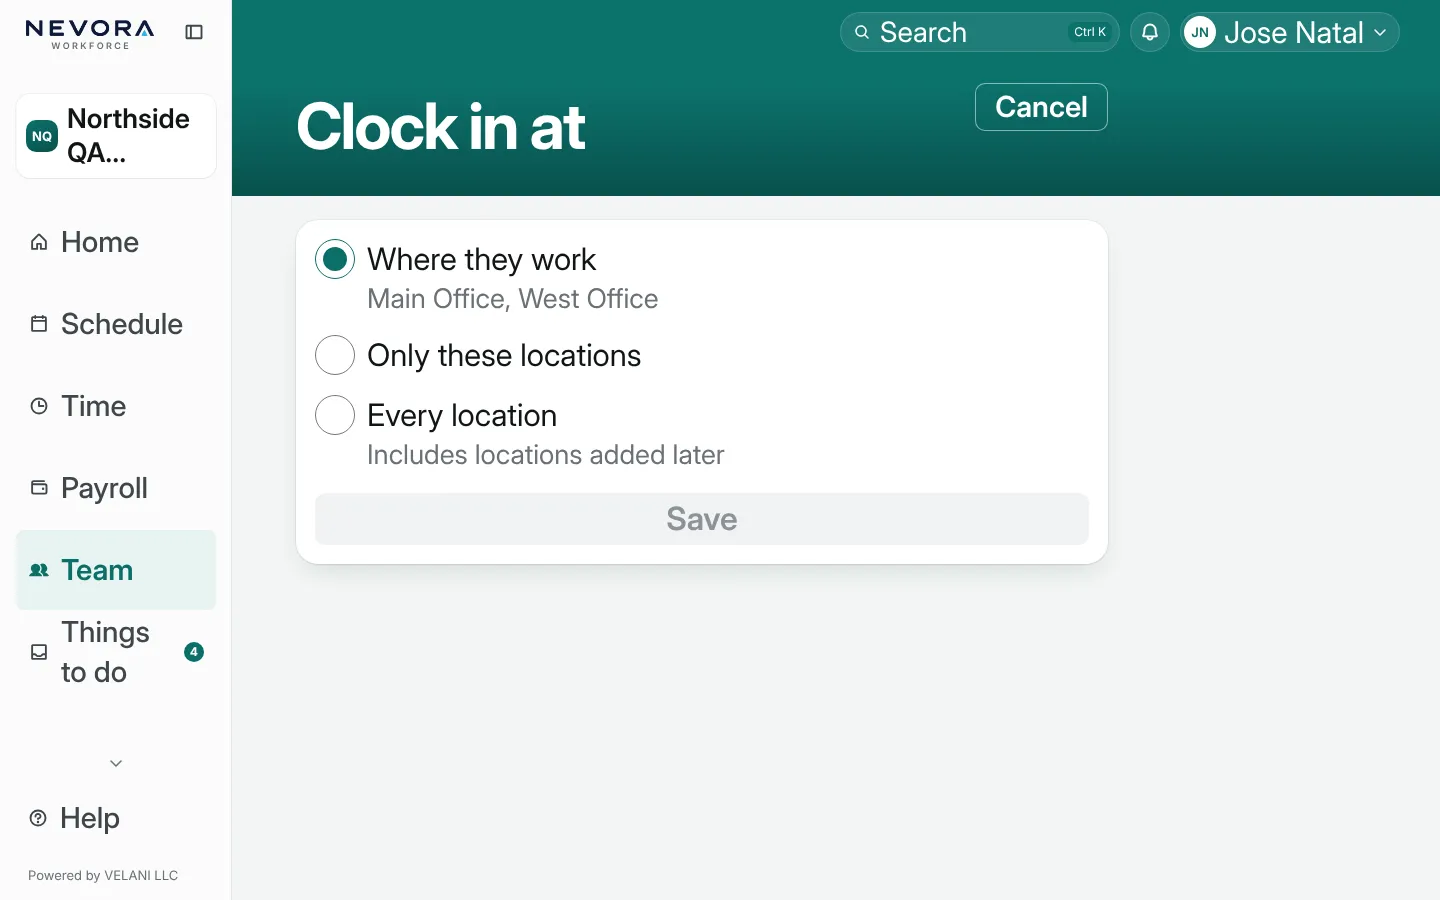 NEVORA
WORKFORCE
Search
Ctrl K
JN
Jose Natal
NQ
Northside
QA...
Clock in at
Cancel
Home
Schedule
Time
Payroll
Team
Things
to do
4
Help
Powered by VELANI LLC
Where they work
Main Office, West Office
Only these locations
Every location
Includes locations added later
Save